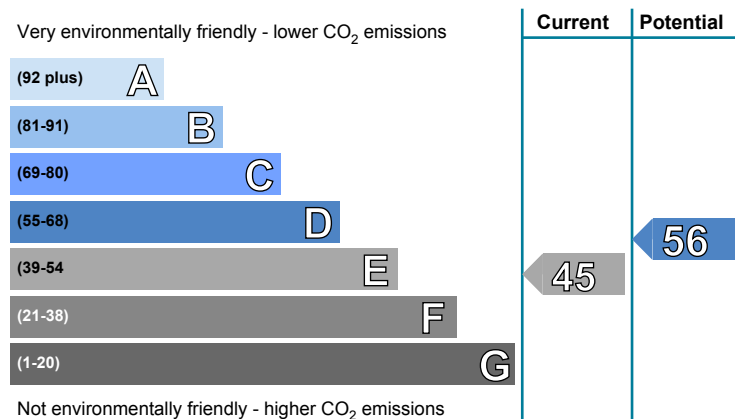 Very environmentally friendly - lower CO₂ emissions
Current
Potential
(92 plus) A
(81-91) B
(69-80) C
(55-68) D
(39-54 E
(21-38) F
(1-20) G
45
56
Not environmentally friendly - higher CO₂ emissions